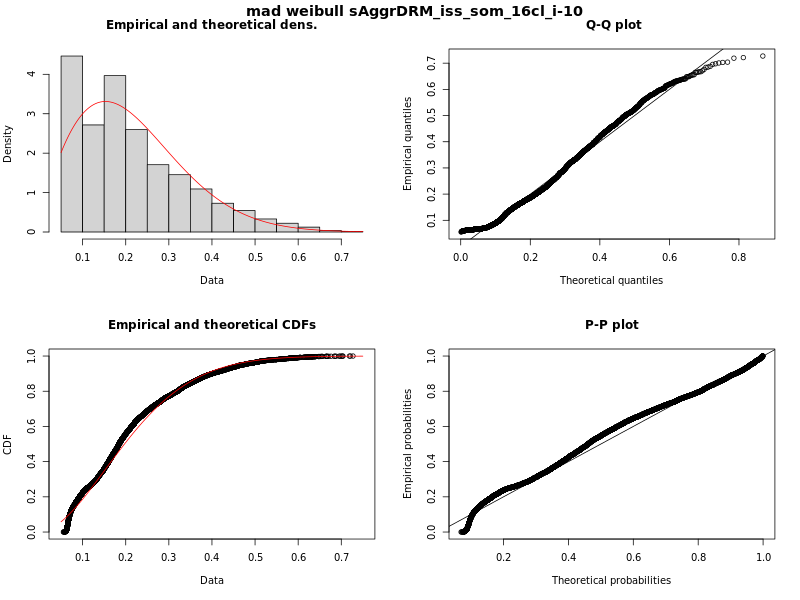 mad weibull sAggrDRM_iss_som_16cl_i-10
Empirical and theoretical dens.
Density
0 1 2 3 4
0.1 0.2 0.3 0.4 0.5 0.6 0.7
Data
Q-Q plot
Empirical quantiles
0.1 0.2 0.3 0.4 0.5 0.6 0.7
0.0 0.2 0.4 0.6 0.8
Theoretical quantiles
Empirical and theoretical CDFs
CDF
0.0 0.2 0.4 0.6 0.8 1.0
0.1 0.2 0.3 0.4 0.5 0.6 0.7
Data
P-P plot
Empirical probabilities
0.0 0.2 0.4 0.6 0.8 1.0
0.2 0.4 0.6 0.8 1.0
Theoretical probabilities